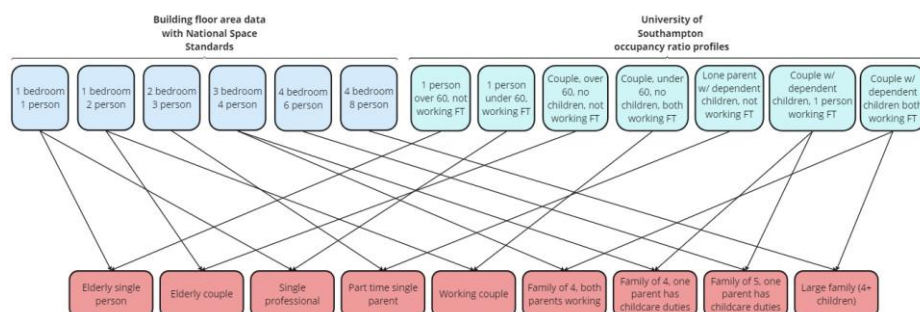 Building floor area data
with National Space
Standards
University of
Southampton
occupancy ratio profiles
1 bedroom
1 person
1 bedroom
2 person
2 bedroom
3 person
3 bedroom
4 person
4 bedroom
6 person
4 bedroom
8 person
1 person
over 60, not
working FT
1 person
under 60,
working FT
Couple, over
60, no
children, not
working FT
Couple, under
60, no
children, both
working FT
Lone parent
w/ dependent
children, not
working FT
Couple w/
dependent
children, 1 person
working FT
Couple w/
dependent
children both
working FT
Elderly single
person
Elderly couple
Single
professional
Part time single
parent
Working couple
Family of 4, both
parents working
Family of 4, one
parent has
childcare duties
Family of 5, one
parent has
childcare duties
Large family (4+
children)